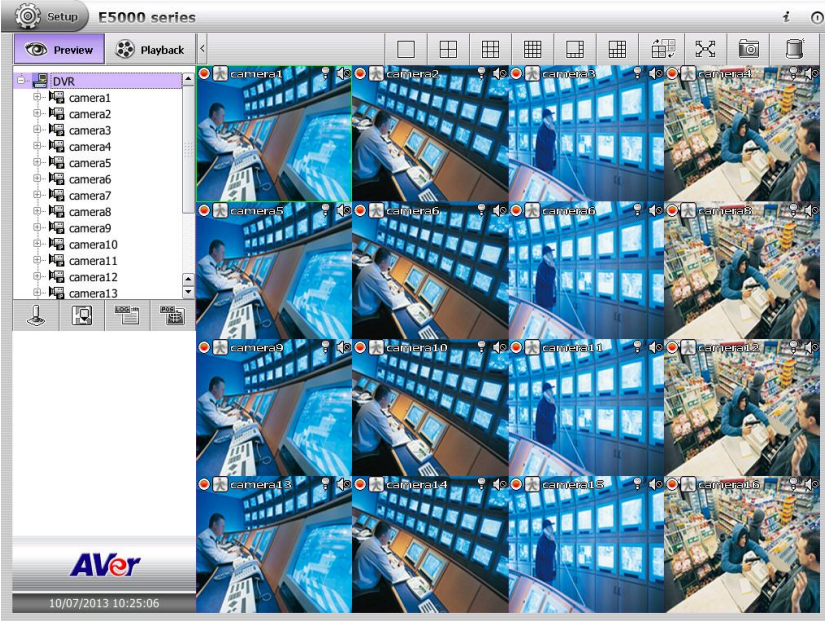 Setup E5000 series i
Preview Playback <
DVR
camera1
camera2
camera3
camera4
camera5
camera6
camera7
camera8
camera9
camera10
camera11
camera12
camera13
LOG POS
AVer
10/07/2013 10:25:06
camera1 camera2 camera3 camera4
camera5 camera6 camera6 camera8
camera9 camera10 camera11 camera12
camera13 camera14 camera15 camera16